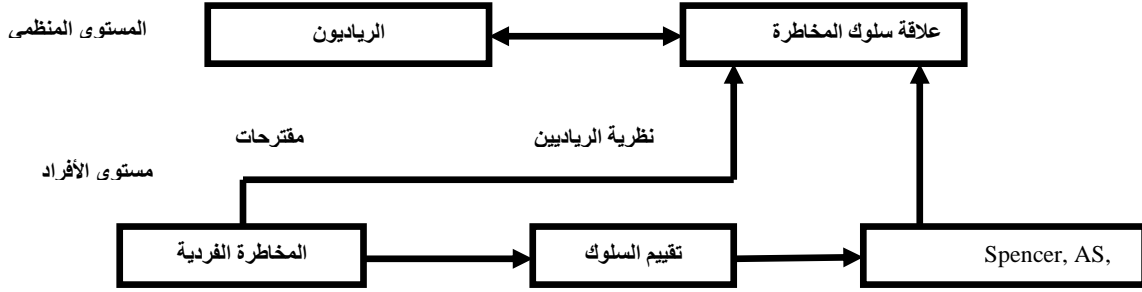 المستوى المنظمي
علاقة سلوك المخاطرة
الرياديون
نظرية الرياديين
مقترحات
مستوى الأفراد
المخاطرة الفردية
تقييم السلوك
Spencer, AS,